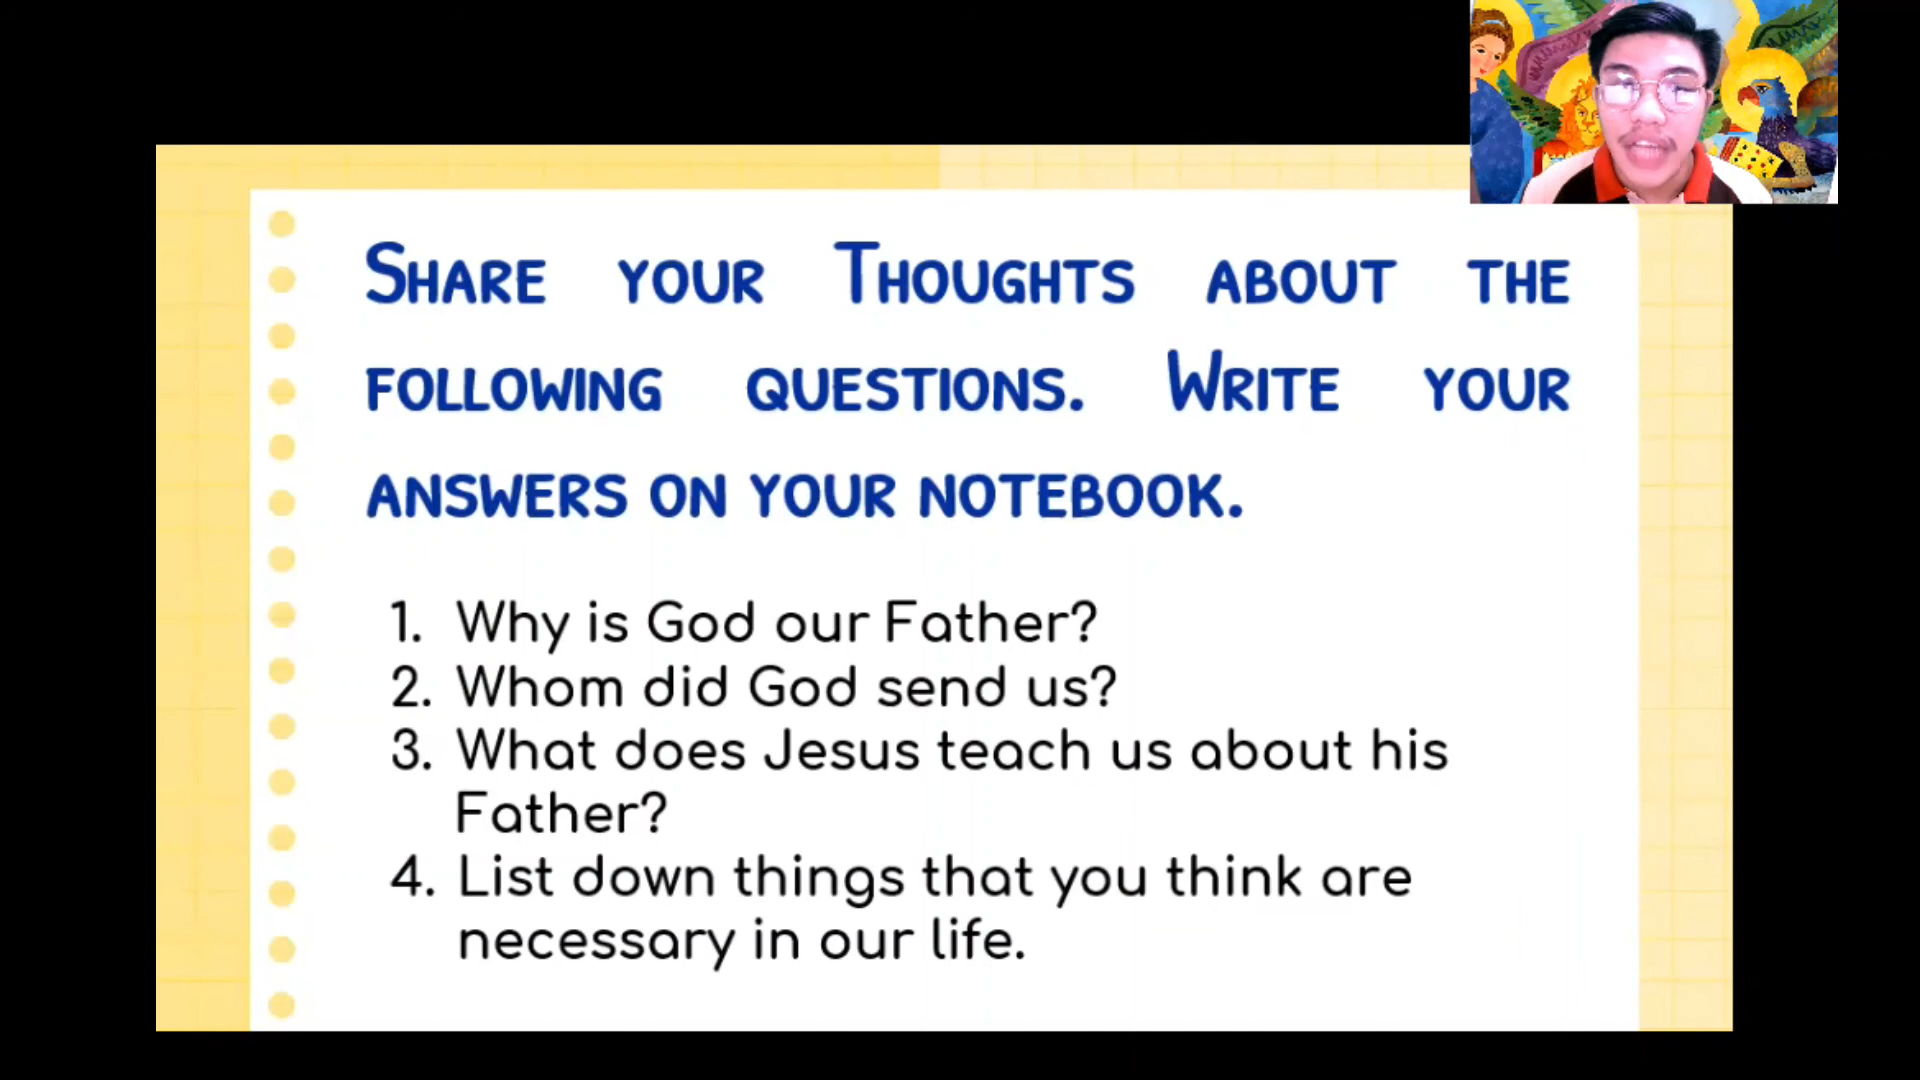 Share your Thoughts about the
following questions. Write your
answers on your notebook.
1. Why is God our Father?
2. Whom did God send us?
3. What does Jesus teach us about his
Father?
4. List down things that you think are
necessary in our life.